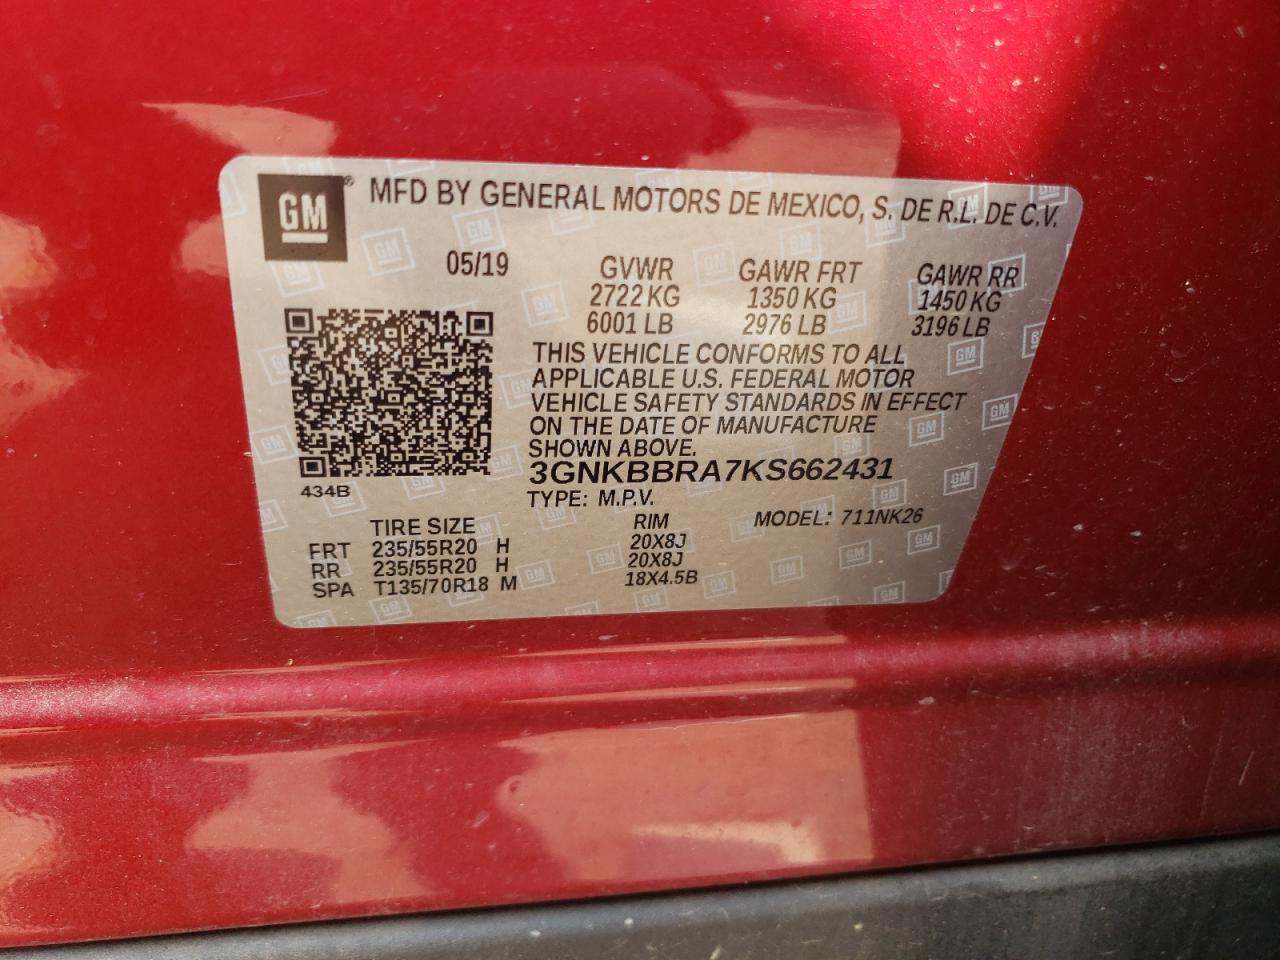 GM® MFD BY GENERAL MOTORS DE MEXICO, S. DE R.L. DE C.V.
05/19 GVWR GAWR FRT GAWR RR
2722 KG 1350 KG 1450 KG
6001 LB 2976 LB 3196 LB
THIS VEHICLE CONFORMS TO ALL
APPLICABLE U.S. FEDERAL MOTOR
VEHICLE SAFETY STANDARDS IN EFFECT
ON THE DATE OF MANUFACTURE
SHOWN ABOVE.
3GNKBBRA7KS662431
434B
TYPE: M.P.V.
TIRE SIZE RIM MODEL: 711NK26
FRT 235/55R20 H 20X8J
RR 235/55R20 H 20X8J
SPA T135/70R18 M 18X4.5B